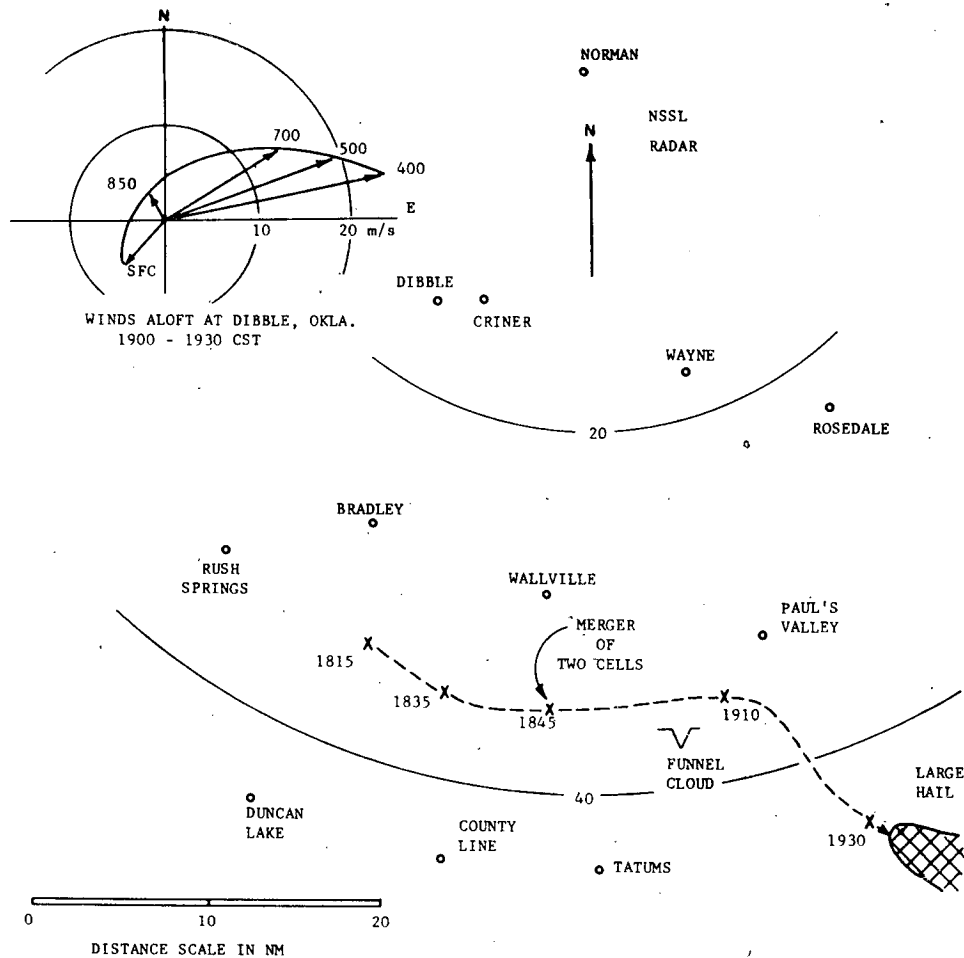 N
700
500
400
850
E
10
20 m/s
SFC
WINDS ALOFT AT DIBBLE, OKLA.
1900 - 1930 CST
NORMAN
NSSL
RADAR
N
DIBBLE
CRINER
WAYNE
ROSEDALE
20
BRADLEY
RUSH
SPRINGS
WALLVILLE
PAUL'S
VALLEY
MERGER
OF
TWO CELLS
1815
1835
1845
1910
FUNNEL
CLOUD
LARGE
HAIL
40
DUNCAN
LAKE
COUNTY
LINE
TATUMS
1930
0
10
20
DISTANCE SCALE IN NM